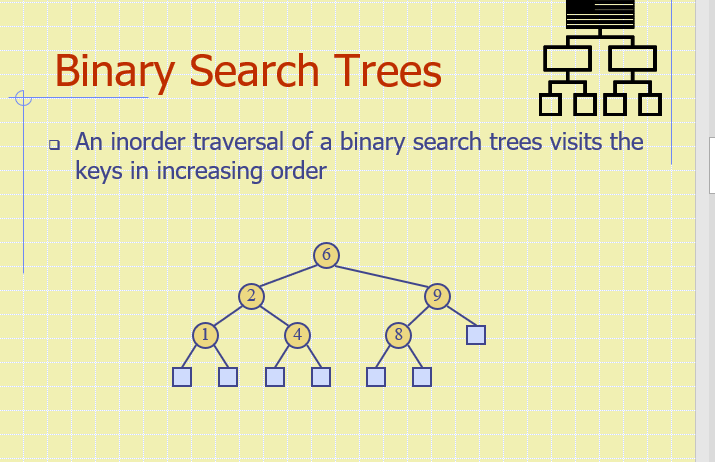 Binary Search Trees
❑ An inorder traversal of a binary search trees visits the
keys in increasing order
6
2 9
1 4 8